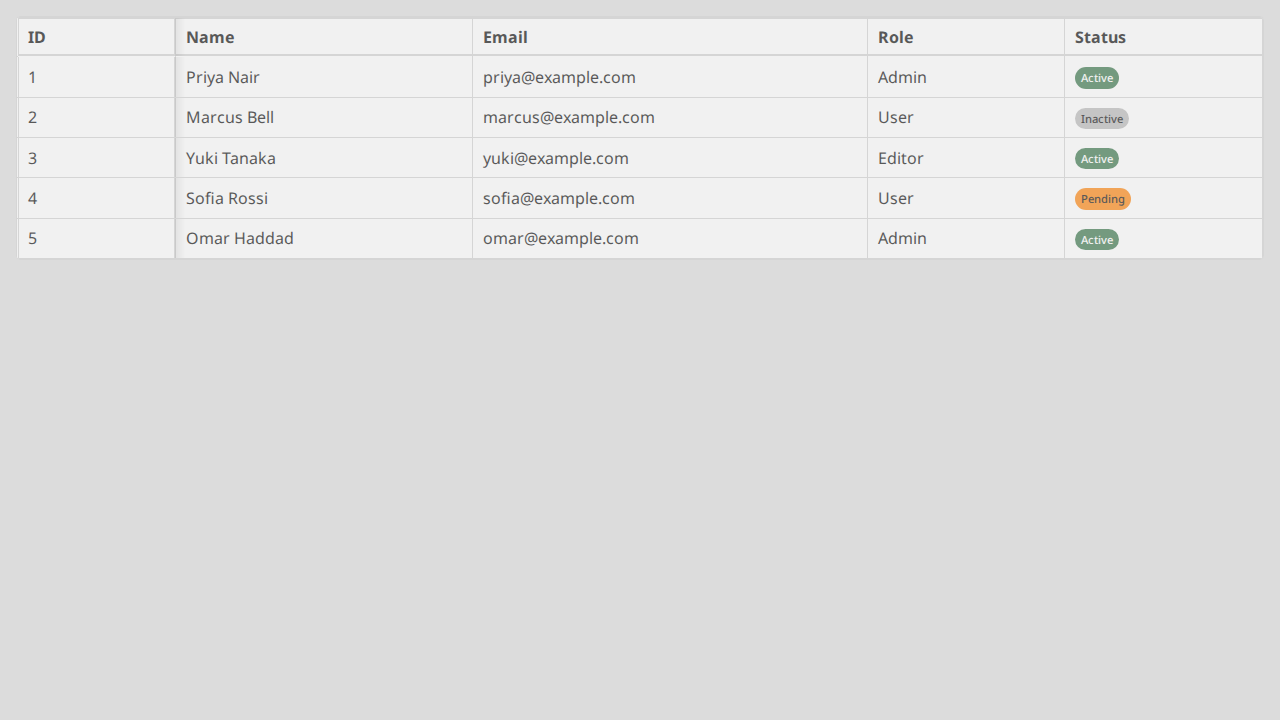 ID Name Email Role Status
1 Priya Nair priya@example.com Admin Active
2 Marcus Bell marcus@example.com User Inactive
3 Yuki Tanaka yuki@example.com Editor Active
4 Sofia Rossi sofia@example.com User Pending
5 Omar Haddad omar@example.com Admin Active